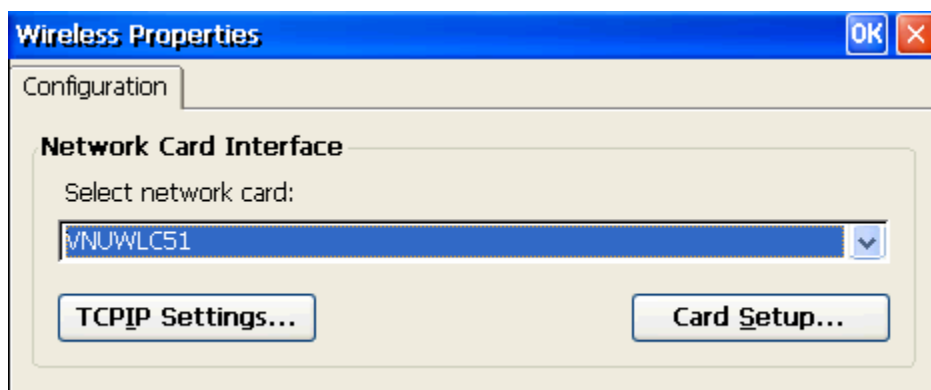 Wireless Properties OK
Configuration
Network Card Interface
Select network card:
VNUWLC51
TCPIP Settings... Card Setup...